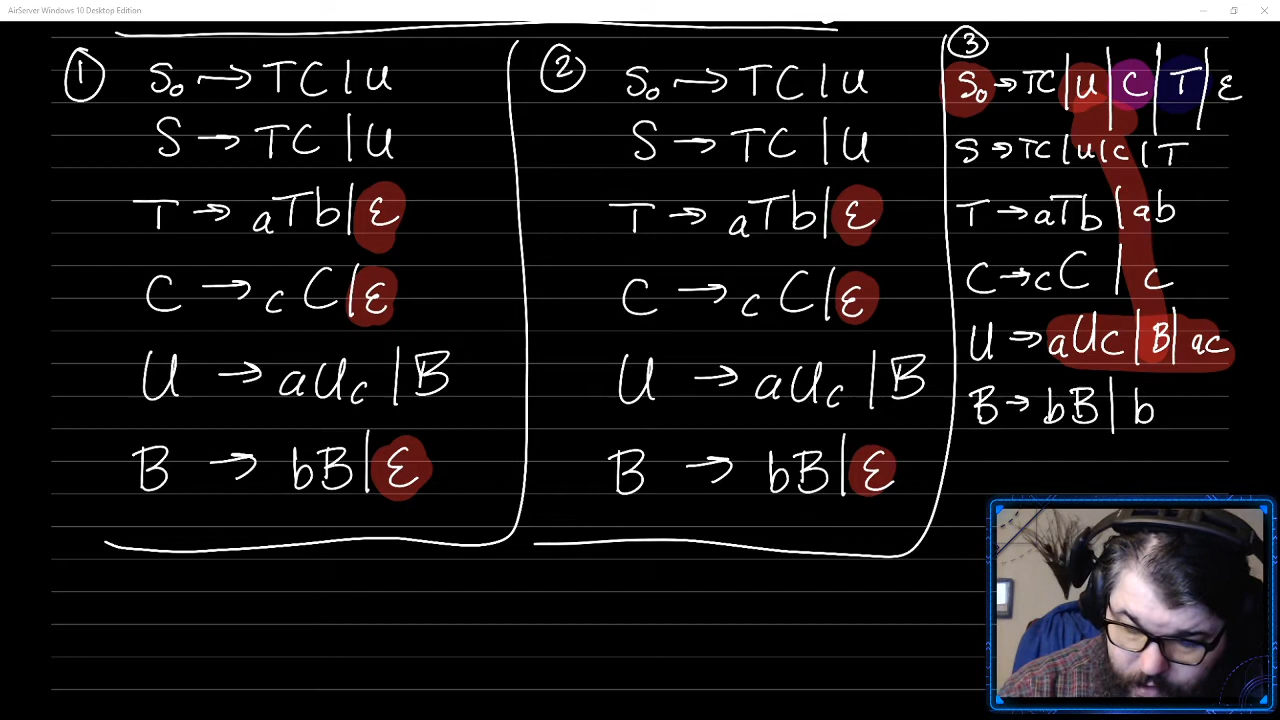 AirServer Windows 10 Desktop Edition
① S₀ → TC | U
S → TC | U
T → aTb | ε
C → cC | ε
U → aUc | B
B → bB | ε
② S₀ → TC | U
S → TC | U
T → aTb | ε
C → cC | ε
U → aUc | B
B → bB | ε
③
S₀ → TC | U | C | T | ε
S → TC | U | C | T
T → aTb | ab
C → cC | c
U → aUc | B | ac
B → bB | b